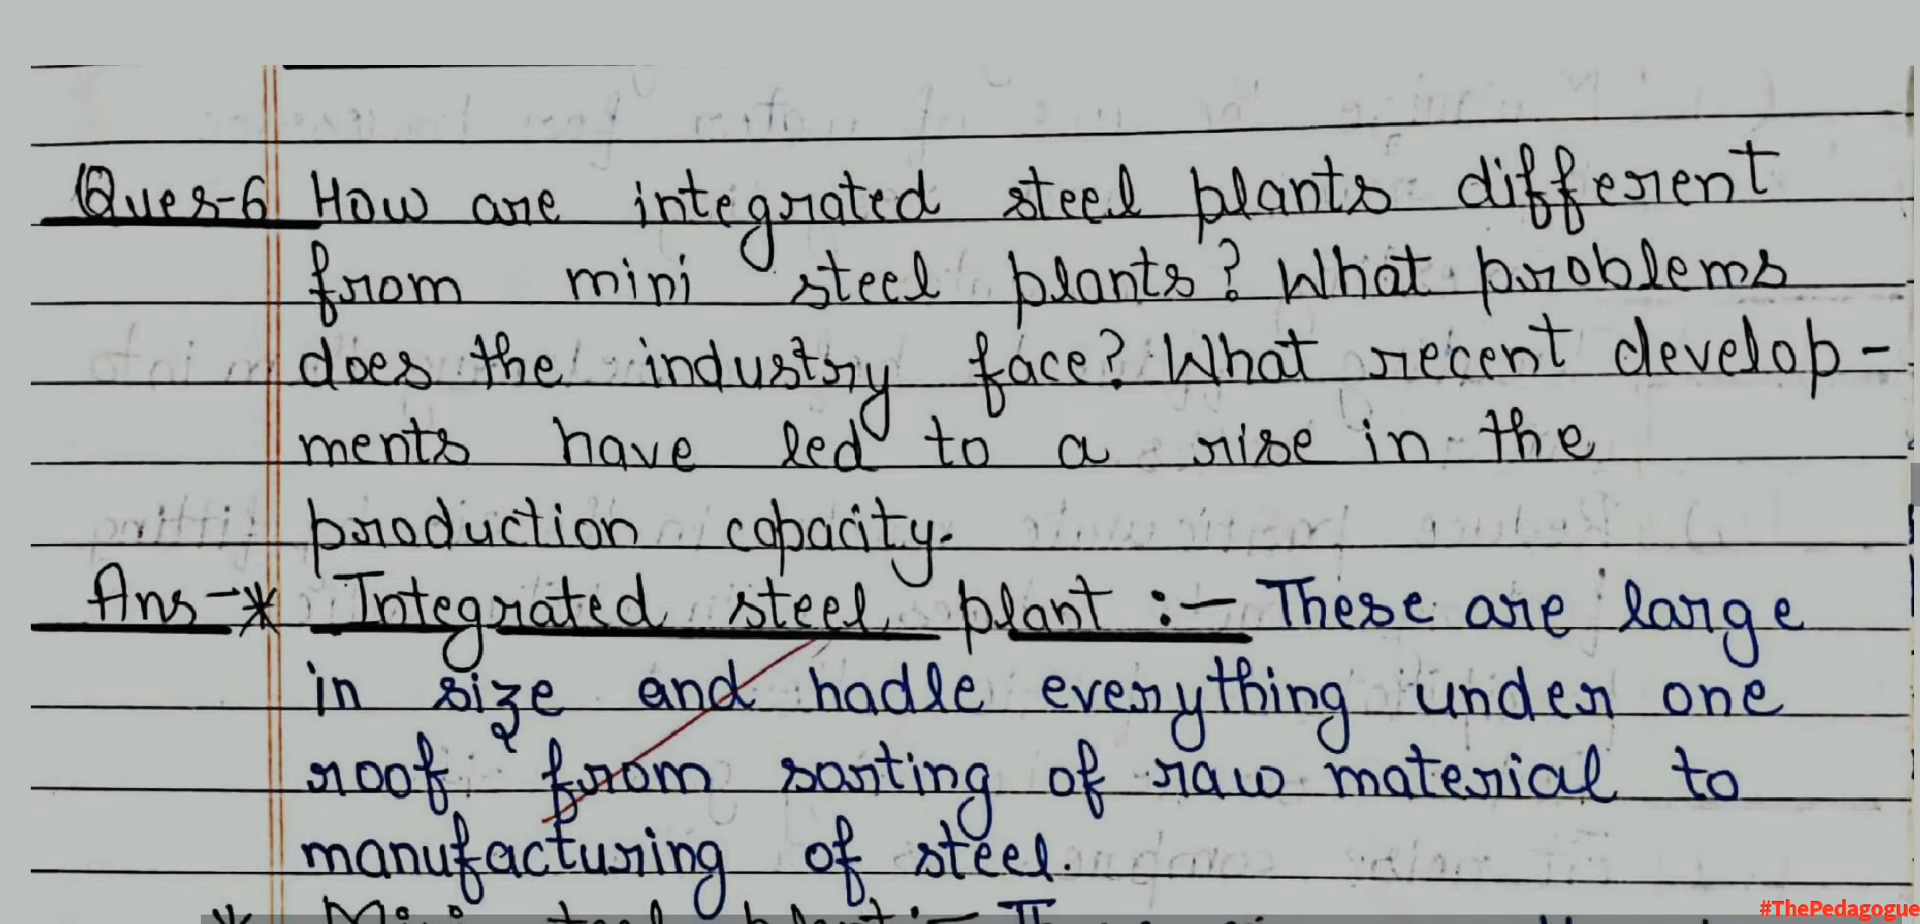 Ques-6 How are integrated steel plants different
from mini steel plants? What problems
does the industry face? What recent develop-
ments have led to a rise in the
production capacity.
Ans-* Integrated steel plant :- These are large
in size and hadle everything under one
roof from sorting of raw material to
manufacturing of steel.
#ThePedagogue